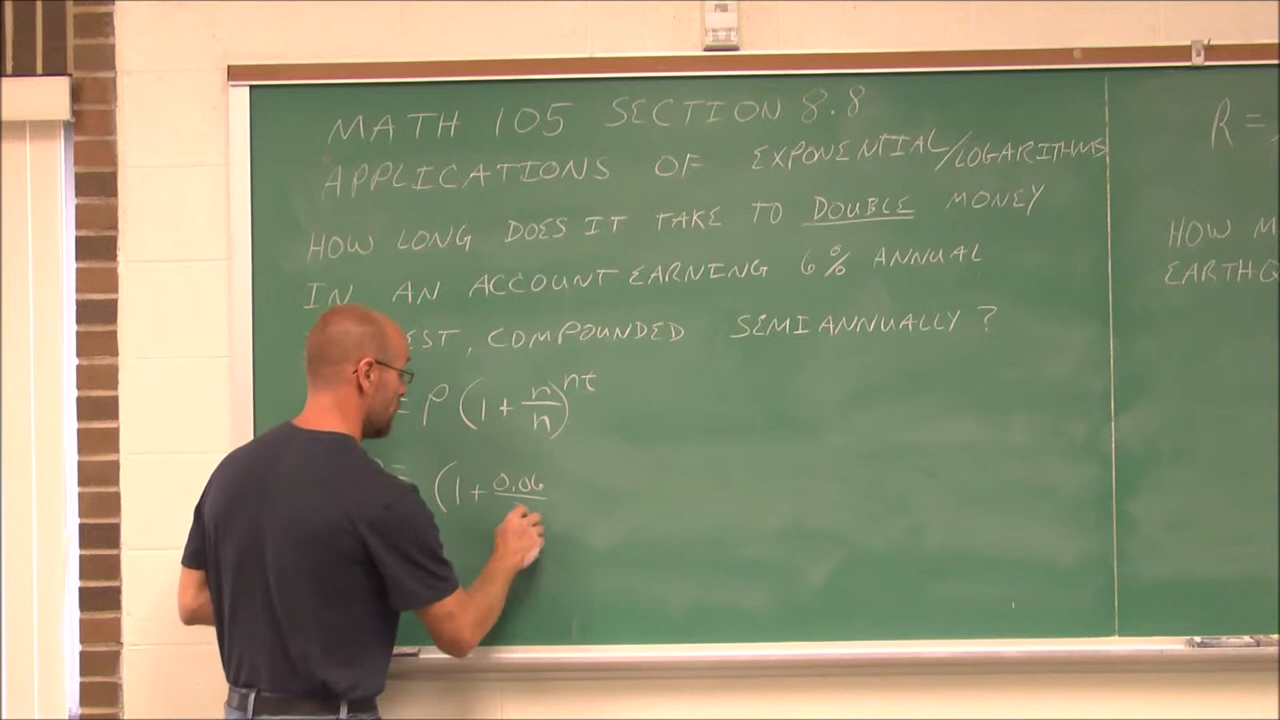 MATH 105 SECTION 8.8
APPLICATIONS OF EXPONENTIAL/LOGARITHMS
HOW LONG DOES IT TAKE TO DOUBLE MONEY
IN AN ACCOUNT EARNING 6% ANNUAL
EST, COMPOUNDED SEMIANNUALLY?
= P(1 + r/n)^nt
= (1 + 0.06
R =
HOW M
EARTHQ